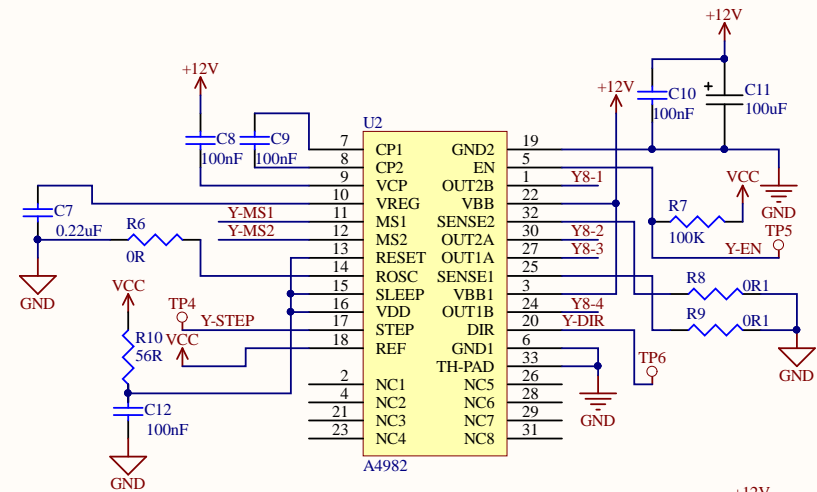 +12V
+12V
+12V
C10
100nF
C11
100uF
U2
C8
100nF
C9
100nF
7 CP1 GND2 19
8 CP2 EN 5
9 VCP OUT2B 1 Y8-1
10 VREG VBB 22
Y-MS1 11 MS1 SENSE2 32
Y-MS2 12 MS2 OUT2A 30 Y8-2
13 RESET OUT1A 27 Y8-3
14 ROSC SENSE1 25
15 SLEEP VBB1 3
16 VDD OUT1B 24 Y8-4
Y-STEP 17 STEP DIR 20 Y-DIR
18 REF GND1 6
TH-PAD 33
2 NC1 NC5 26
4 NC2 NC6 28
21 NC3 NC7 29
23 NC4 NC8 31
A4982
C7
0.22uF
R6
0R
GND
VCC
TP4
R10
56R
VCC
C12
100nF
GND
VCC
R7
100K
GND
TP5
Y-EN
R8 0R1
R9 0R1
GND
TP6
GND
+12V